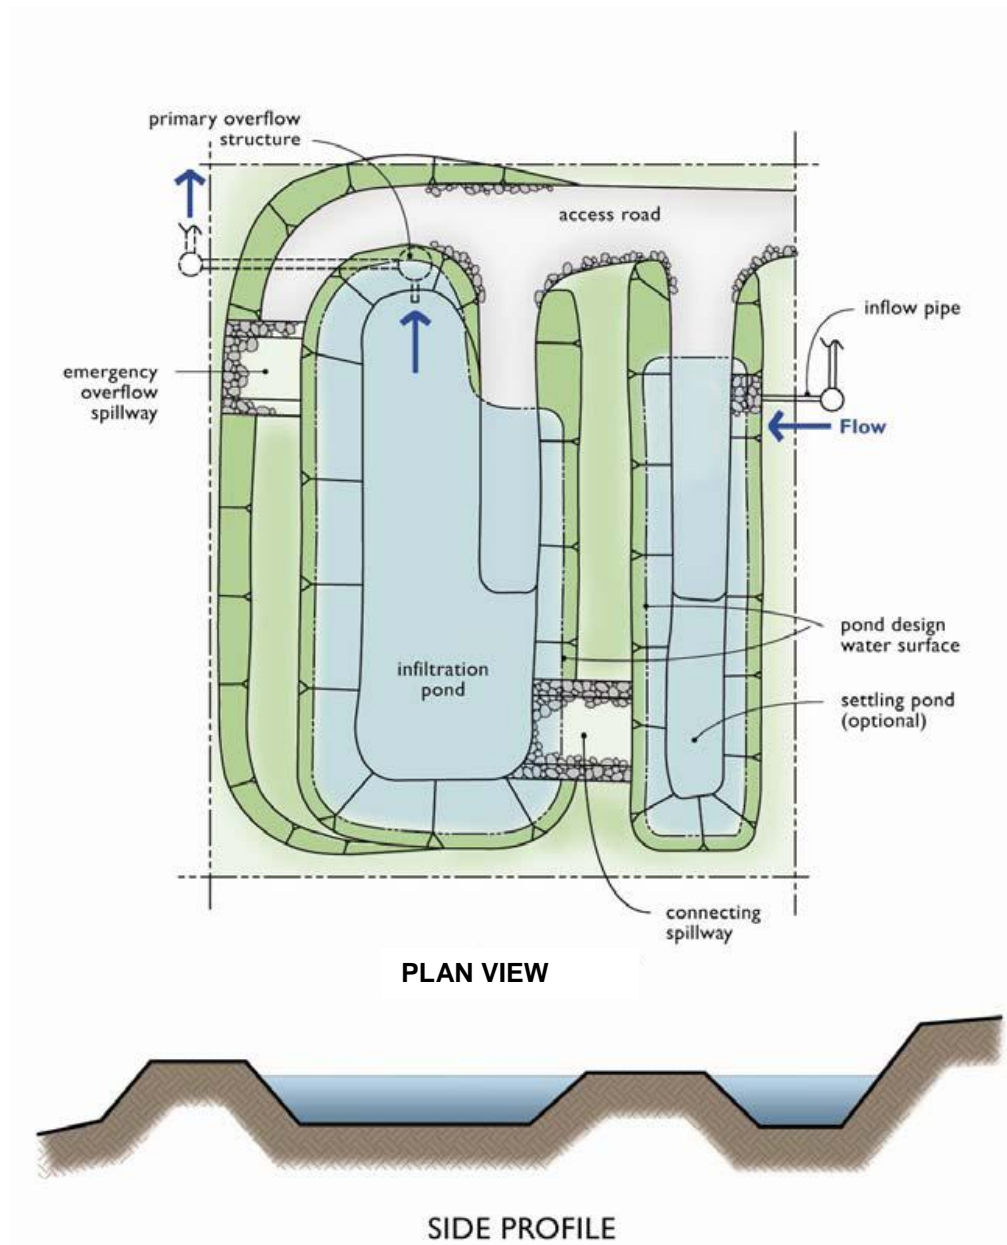 primary overflow
structure
access road
inflow pipe
emergency
overflow
spillway
Flow
pond design
water surface
infiltration
pond
settling pond
(optional)
connecting
spillway
PLAN VIEW
SIDE PROFILE